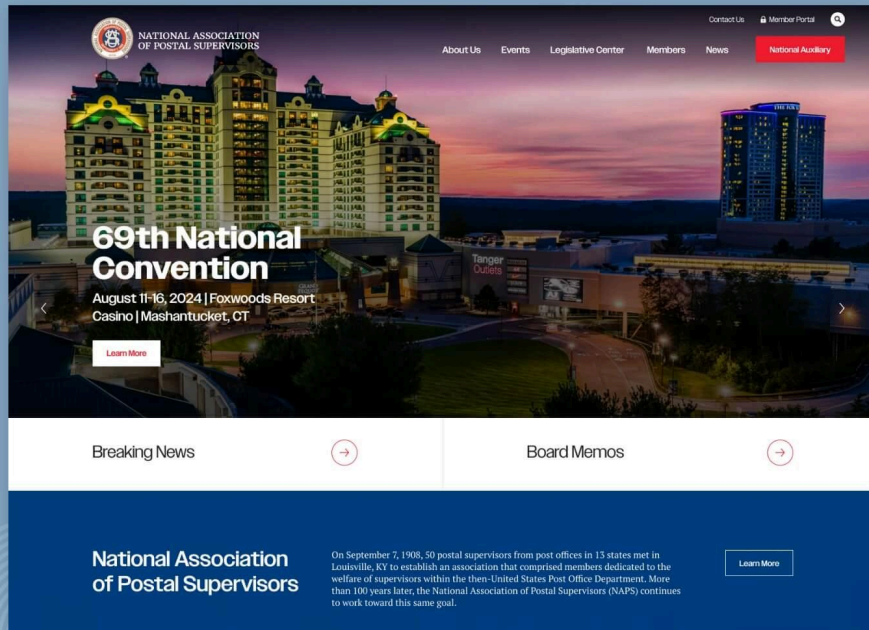 Contact Us
Member Portal
NATIONAL ASSOCIATION
OF POSTAL SUPERVISORS
About Us
Events
Legislative Center
Members
News
National Auxiliary
Tanger
Outlets
69th National
Convention
August 11-16, 2024 | Foxwoods Resort
Casino | Mashantucket, CT
Learn More
Breaking News
Board Memos
National Association
of Postal Supervisors
On September 7, 1908, 50 postal supervisors from post offices in 13 states met in
Louisville, KY to establish an association that comprised members dedicated to the
welfare of supervisors within the then-United States Post Office Department. More
than 100 years later, the National Association of Postal Supervisors (NAPS) continues
to work toward this same goal.
Learn More